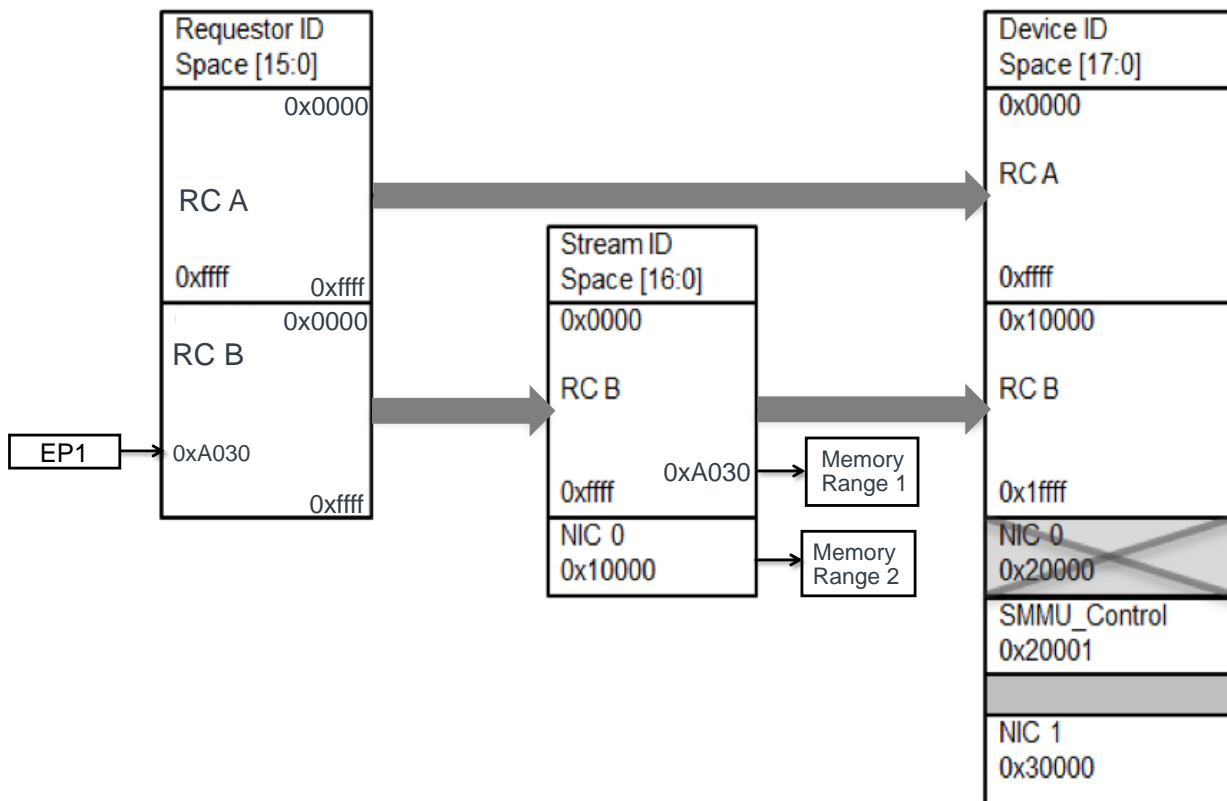 Requestor ID
Space [15:0]
0x0000
RC A
0xffff
0xffff
0x0000
RC B
0xA030
0xffff
EP1
Stream ID
Space [16:0]
0x0000
RC B
0xA030
0xffff
NIC 0
0x10000
Memory
Range 1
Memory
Range 2
Device ID
Space [17:0]
0x0000
RC A
0xffff
0x10000
RC B
0x1ffff
NIC 0
0x20000
SMMU_Control
0x20001
NIC 1
0x30000